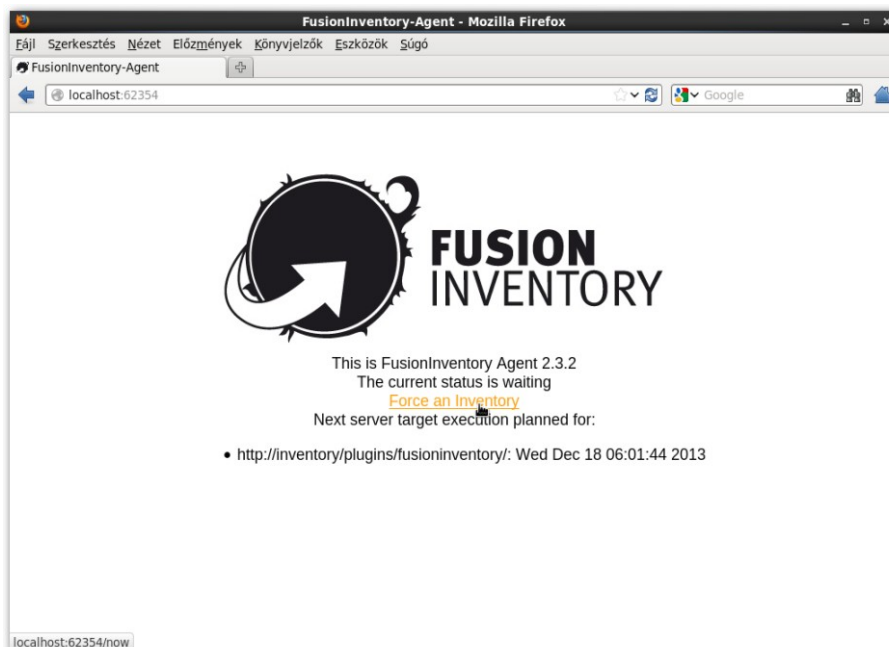 FusionInventory-Agent - Mozilla Firefox
Fájl Szerkesztés Nézet Előzmények Könyvjelzők Eszközök Súgó
FusionInventory-Agent
localhost:62354
Google
FUSION
INVENTORY
This is FusionInventory Agent 2.3.2
The current status is waiting
Force an Inventory
Next server target execution planned for:
• http://inventory/plugins/fusioninventory/: Wed Dec 18 06:01:44 2013
localhost:62354/now